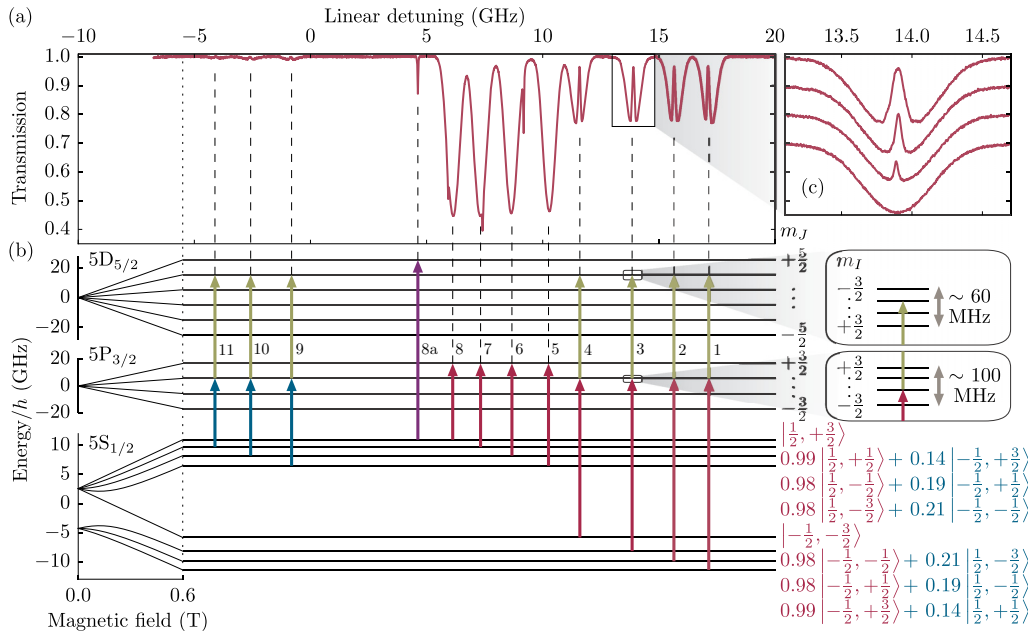 (a)
Linear detuning (GHz)
−10 −5 0 5 10 15 20
13.5 14.0 14.5
Transmission
1.0
0.9
0.8
0.7
0.6
0.5
0.4
(c)
(b)
m_J
5D_{5/2}
20
0
−20
+5/2
⋮
−5/2
m_I
−3/2
⋮
+3/2
∼ 60
MHz
11 10 9 8a 8 7 6 5 4 3 2 1
5P_{3/2}
20
0
−20
+3/2
⋮
−3/2
+3/2
⋮
−3/2
∼ 100
MHz
Energy/h (GHz)
5S_{1/2}
10
5
0
−5
−10
|1/2, +3/2⟩
0.99 |1/2, +1/2⟩ + 0.14 |−1/2, +3/2⟩
0.98 |1/2, −1/2⟩ + 0.19 |−1/2, +1/2⟩
0.98 |1/2, −3/2⟩ + 0.21 |−1/2, −1/2⟩
|−1/2, −3/2⟩
0.98 |−1/2, −1/2⟩ + 0.21 |1/2, −3/2⟩
0.98 |−1/2, +1/2⟩ + 0.19 |1/2, −1/2⟩
0.99 |−1/2, +3/2⟩ + 0.14 |1/2, +1/2⟩
0.0 0.6
Magnetic field (T)